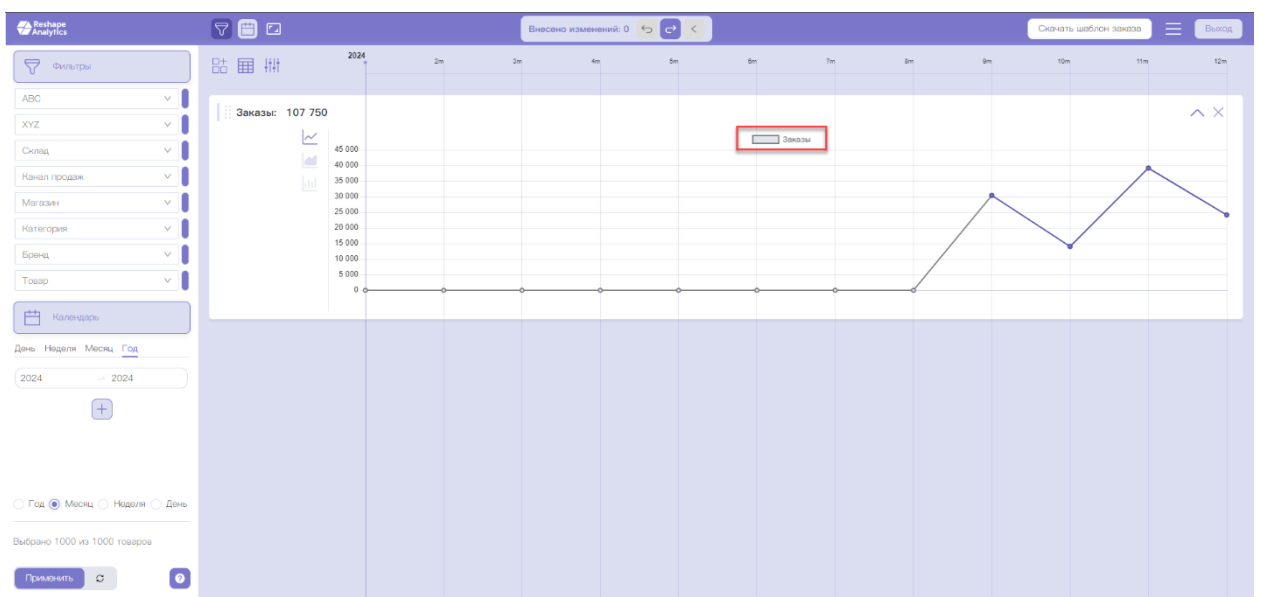 Reshape
Analytics
Внесено изменений: 0
Скачать шаблон заказа
Выход
Фильтры
ABC
XYZ
Склад
Канал продаж
Магазин
Категория
Бренд
Товар
Календарь
День Неделя Месяц Год
2024 → 2024
Год Месяц Неделя День
Выбрано 1000 из 1000 товаров
Применить
?
2024 2m 3m 4m 5m 6m 7m 8m 9m 10m 11m 12m
Заказы: 107 750
Заказы
45 000
40 000
35 000
30 000
25 000
20 000
15 000
10 000
5 000
0